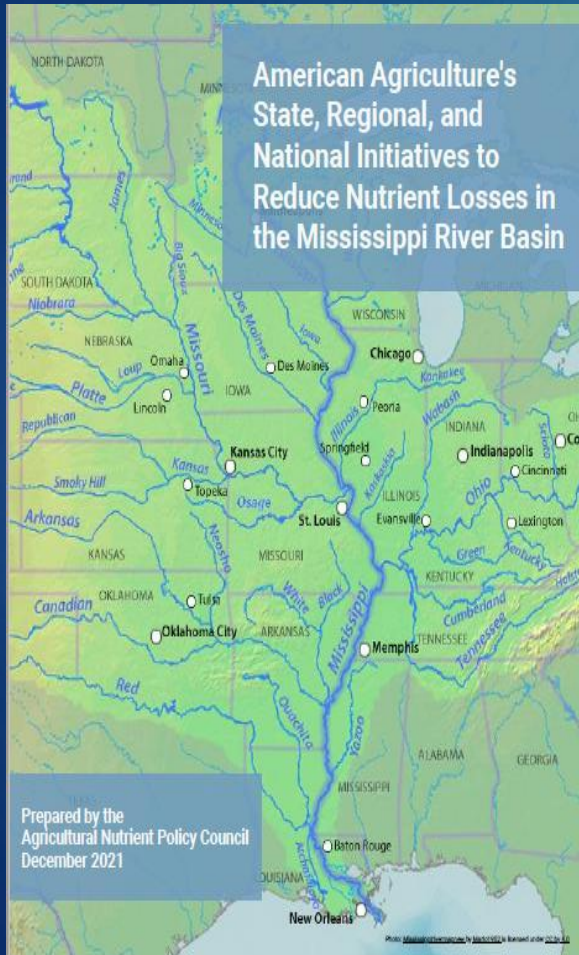 American Agriculture's
State, Regional, and
National Initiatives to
Reduce Nutrient Losses in
the Mississippi River Basin
NORTH DAKOTA
James
Big Sioux
SOUTH DAKOTA
Niobrara
WISCONSIN
Des Moines
Iowa
Missouri
NEBRASKA
Chicago
Loup
Omaha
Des Moines
Kankakee
Platte
IOWA
Peoria
Wabash
Lincoln
Illinois
INDIANA
Scioto
Republican
Springfield
Indianapolis
Kansas City
Kaskaskia
Cincinnati
Kansas
Smoky Hill
Topeka
ILLINOIS
Ohio
Osage
St. Louis
Evansville
Lexington
Arkansas
Neosho
KANSAS
MISSOURI
Green
Kentucky
KENTUCKY
OKLAHOMA
Tulsa
White
Black
Cumberland
Canadian
Mississippi
TENNESSEE
Oklahoma City
ARKANSAS
Memphis
Tennessee
Red
Ouachita
Yazoo
ALABAMA
GEORGIA
MISSISSIPPI
Prepared by the
Agricultural Nutrient Policy Council
December 2021
Baton Rouge
New Orleans